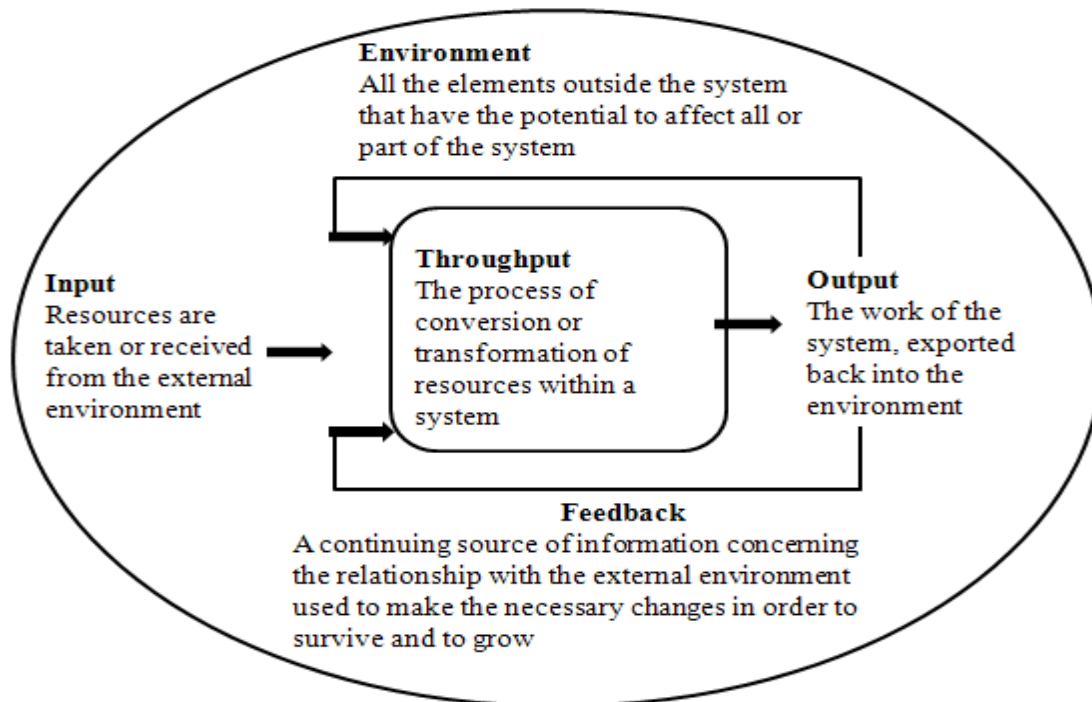 Environment
All the elements outside the system
that have the potential to affect all or
part of the system
Input
Resources are
taken or received
from the external
environment
Throughput
The process of
conversion or
transformation of
resources within a
system
Output
The work of the
system, exported
back into the
environment
Feedback
A continuing source of information concerning
the relationship with the external environment
used to make the necessary changes in order to
survive and to grow